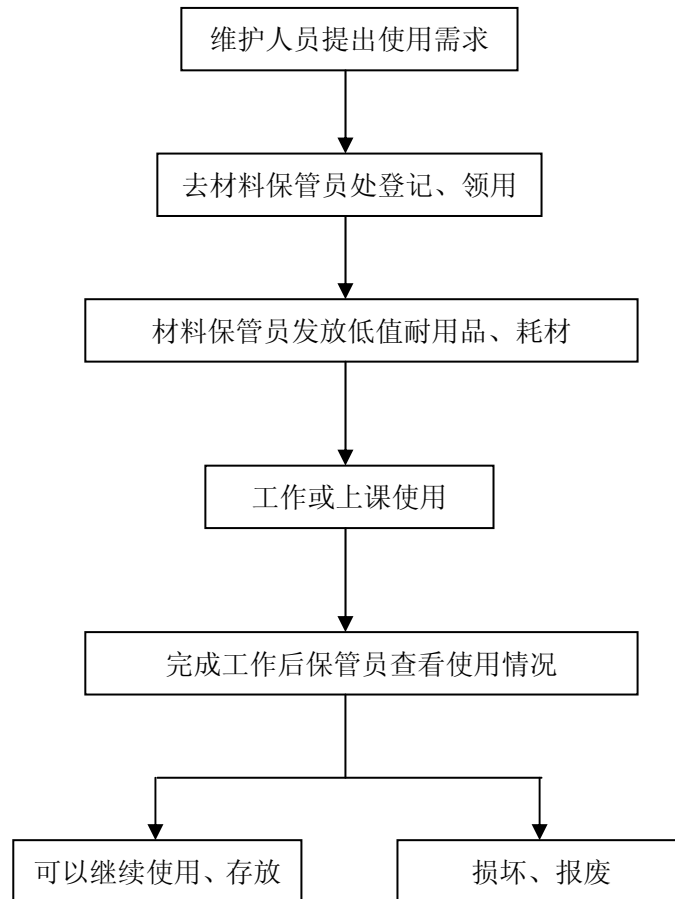 维护人员提出使用需求
去材料保管员处登记、领用
材料保管员发放低值耐用品、耗材
工作或上课使用
完成工作后保管员查看使用情况
可以继续使用、存放
损坏、报废